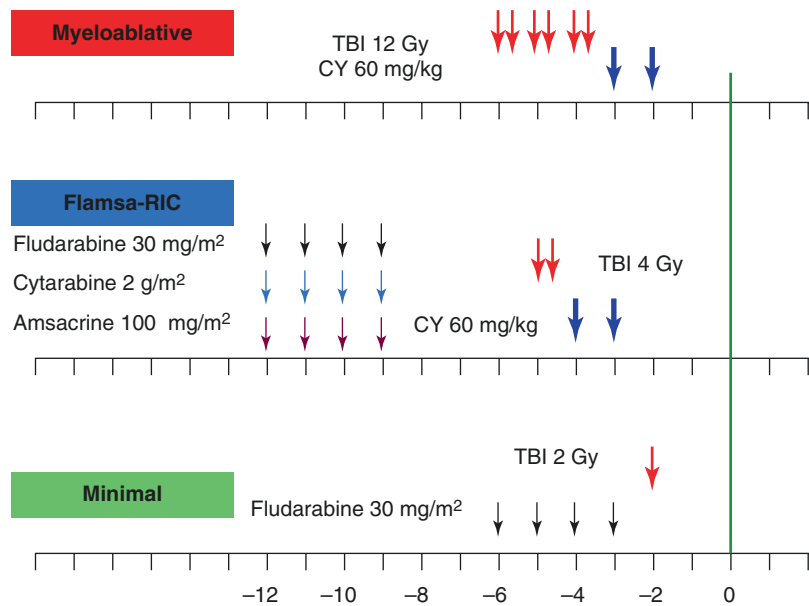 Myeloablative
TBI 12 Gy
CY 60 mg/kg
Flamsa-RIC
Fludarabine 30 mg/m²
Cytarabine 2 g/m²
Amsacrine 100 mg/m²
TBI 4 Gy
CY 60 mg/kg
Minimal
TBI 2 Gy
Fludarabine 30 mg/m²
–12 –10 –8 –6 –4 –2 0